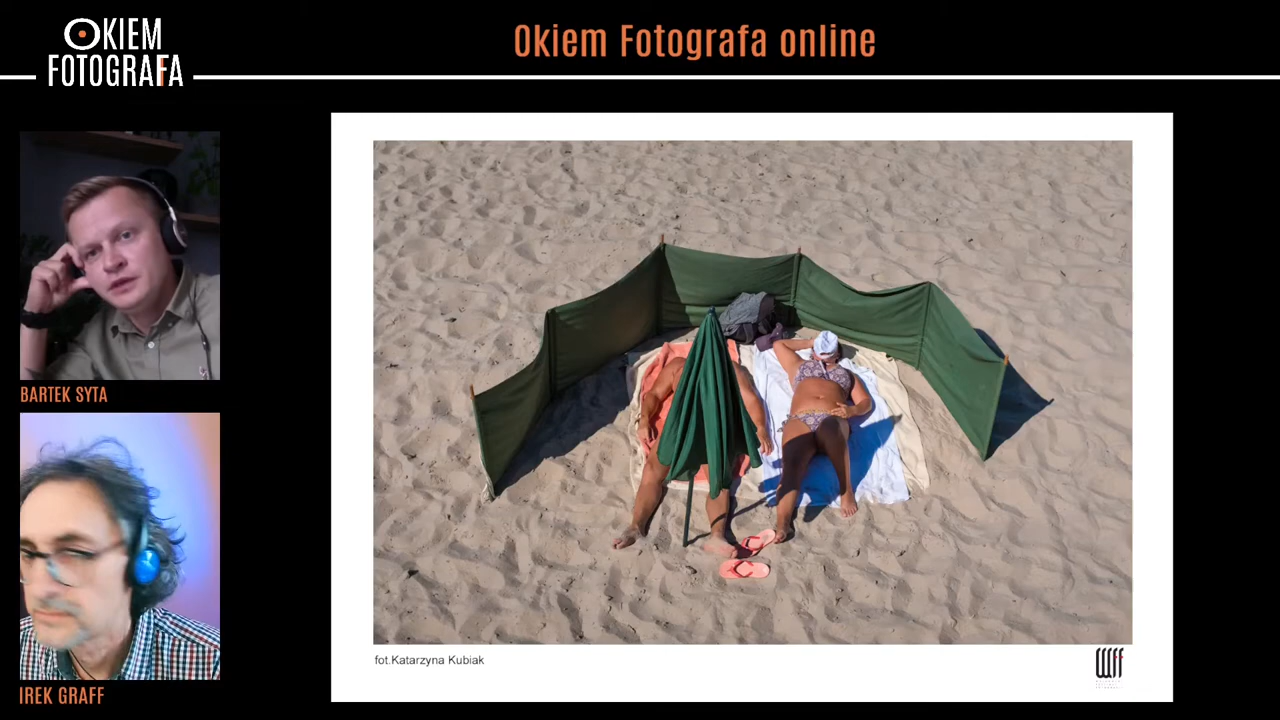 OKIEM
FOTOGRAFA
Okiem Fotografa online
BARTEK SYTA
IREK GRAFF
fot.Katarzyna Kubiak